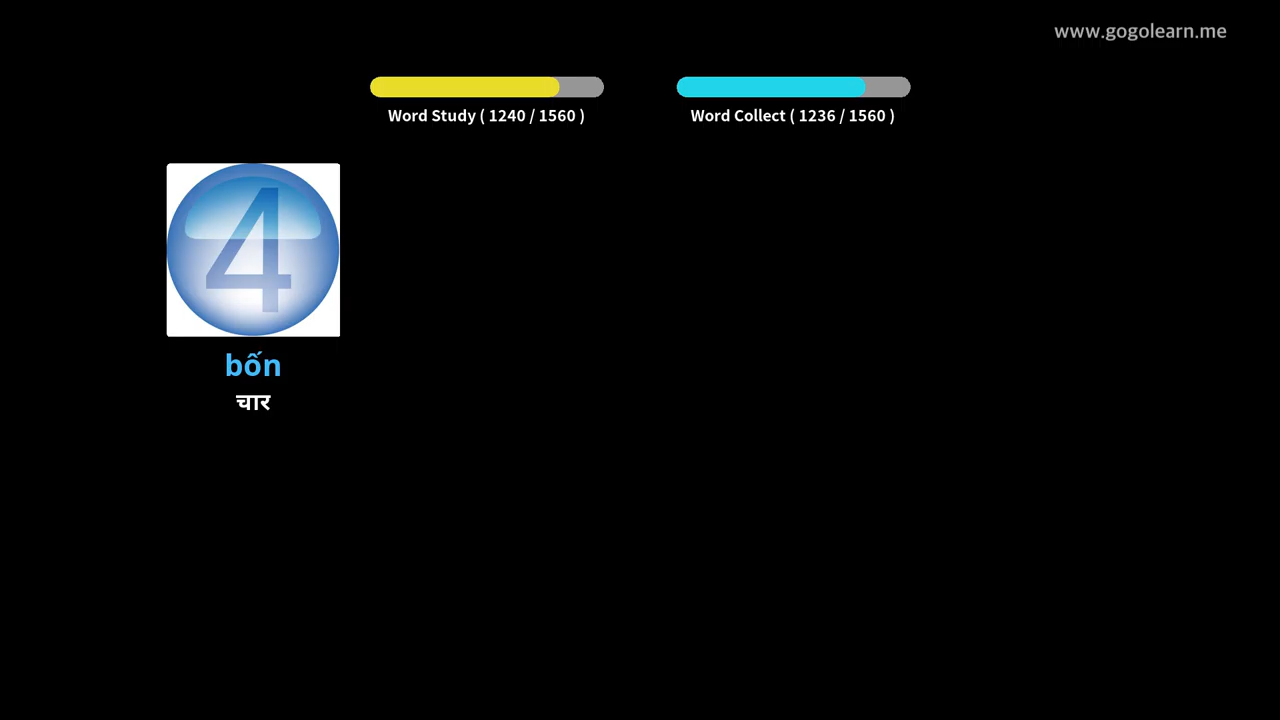 www.gogolearn.me
Word Study ( 1240 / 1560 )
Word Collect ( 1236 / 1560 )
4
bốn
चार